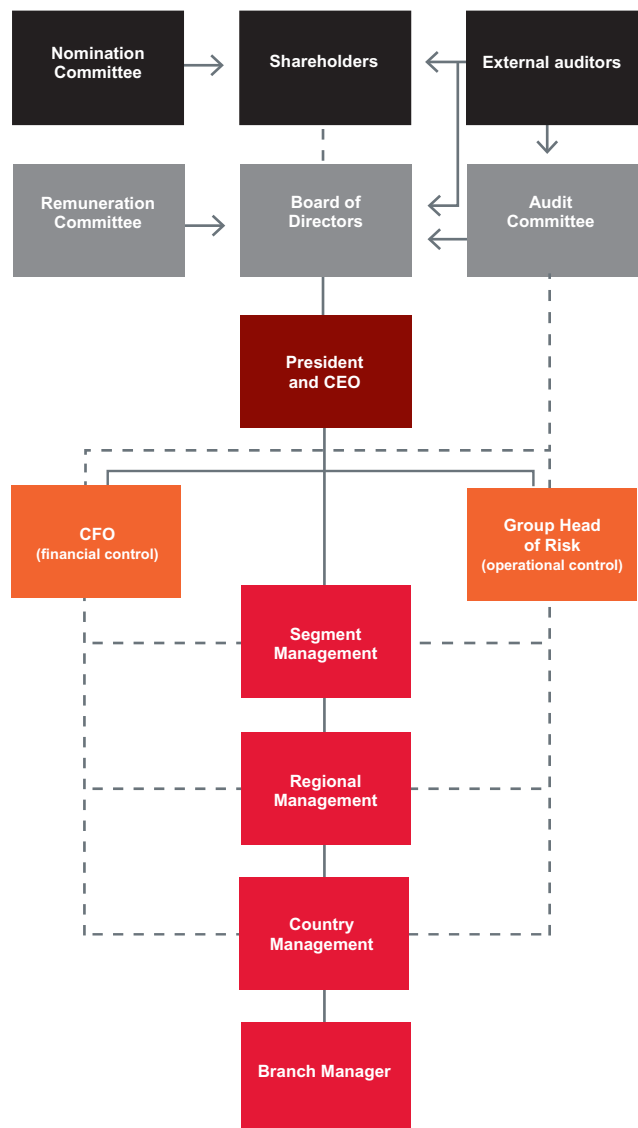 Nomination
Committee
Shareholders
External auditors
Remuneration
Committee
Board of
Directors
Audit
Committee
President
and CEO
CFO
(financial control)
Group Head
of Risk
(operational control)
Segment
Management
Regional
Management
Country
Management
Branch Manager